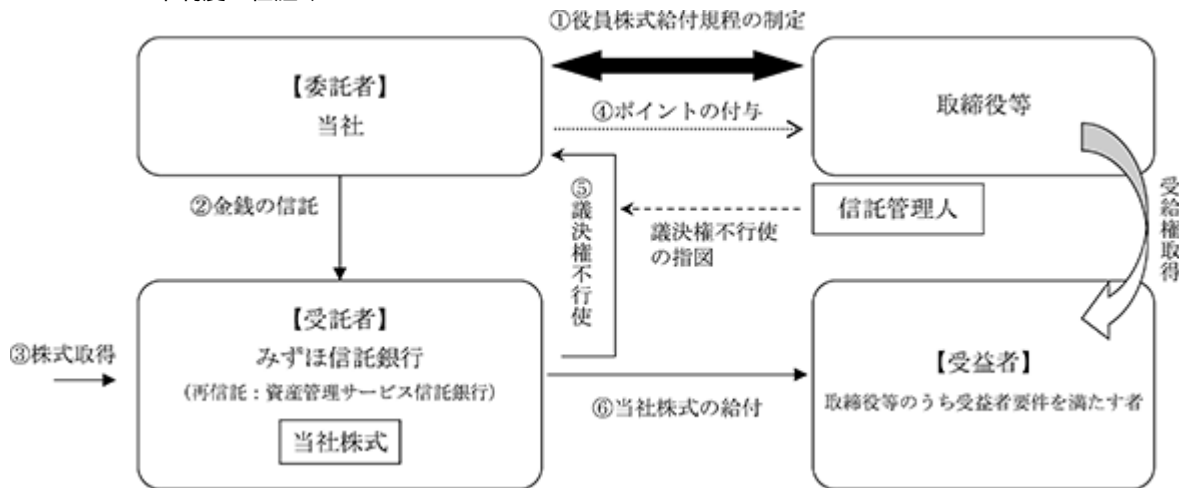 ①役員株式給付規程の制定
【委託者】
当社
④ポイントの付与
取締役等
②金銭の信託
⑤議決権不行使
議決権不行使
の指図
信託管理人
受給権取得
③株式取得
【受託者】
みずほ信託銀行
（再信託：資産管理サービス信託銀行）
当社株式
⑥当社株式の給付
【受益者】
取締役等のうち受益者要件を満たす者